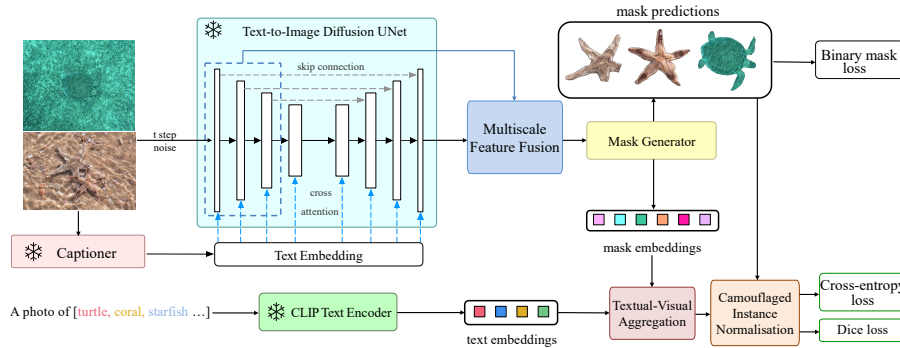 mask predictions
Text-to-Image Diffusion UNet
Binary mask
loss
skip connection
t step
noise
Multiscale
Feature Fusion
Mask Generator
cross
attention
mask embeddings
Captioner
Text Embedding
A photo of [turtle, coral, starfish ...]
CLIP Text Encoder
text embeddings
Textual-Visual
Aggregation
Camouflaged
Instance
Normalisation
Cross-entropy
loss
Dice loss